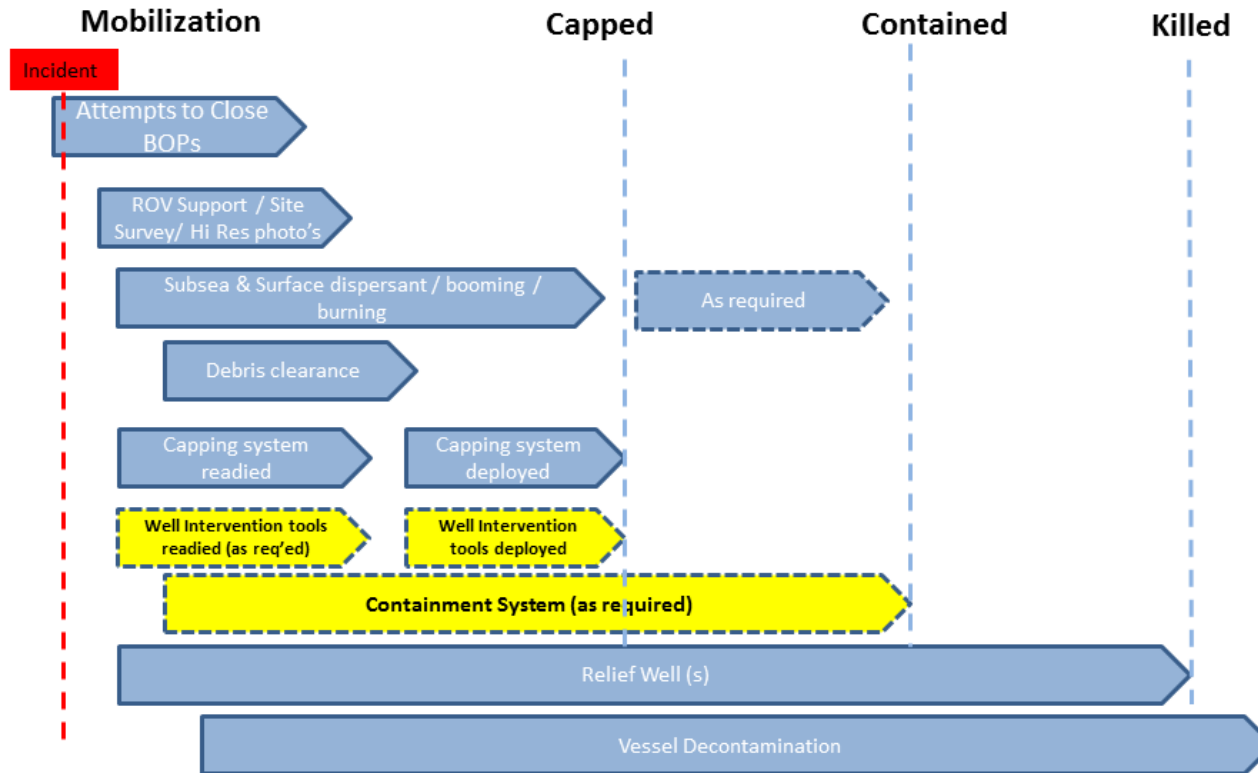 Mobilization
Capped
Contained
Killed
Incident
Attempts to Close
BOPs
ROV Support / Site
Survey/ Hi Res photo's
Subsea & Surface dispersant / booming /
burning
As required
Debris clearance
Capping system
readied
Capping system
deployed
Well Intervention tools
readied (as req'ed)
Well Intervention
tools deployed
Containment System (as required)
Relief Well (s)
Vessel Decontamination